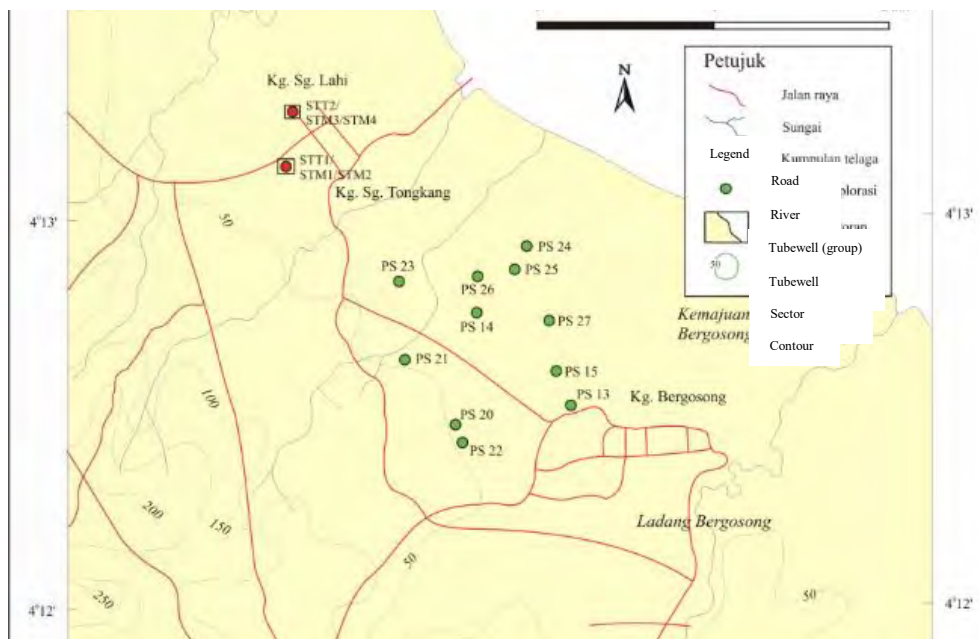 N
Petujuk
Jalan raya
Sungai
Legend
Kumpulan telaga
Road
River
Tubewell (group)
Tubewell
Sector
Contour
50
Kg. Sg. Lahi
STT2/
STM3/STM4
STT1/
STM1/STM2
Kg. Sg. Tongkang
4°13'
4°13'
50
PS 24
PS 25
PS 23
PS 26
PS 14
PS 27
Kemajuan
Bergosong
PS 21
PS 15
PS 13
Kg. Bergosong
100
PS 20
PS 22
200
150
Ladang Bergosong
50
250
50
4°12'
4°12'